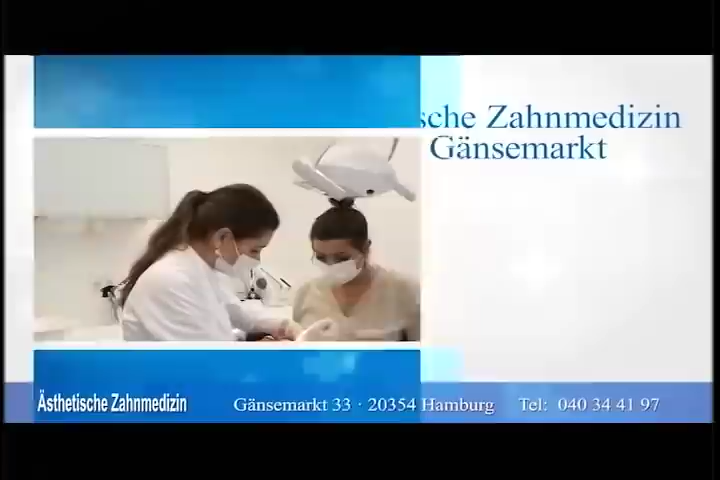 sche Zahnmedizin
Gänsemarkt
Ästhetische Zahnmedizin
Gänsemarkt 33 · 20354 Hamburg Tel: 040 34 41 97